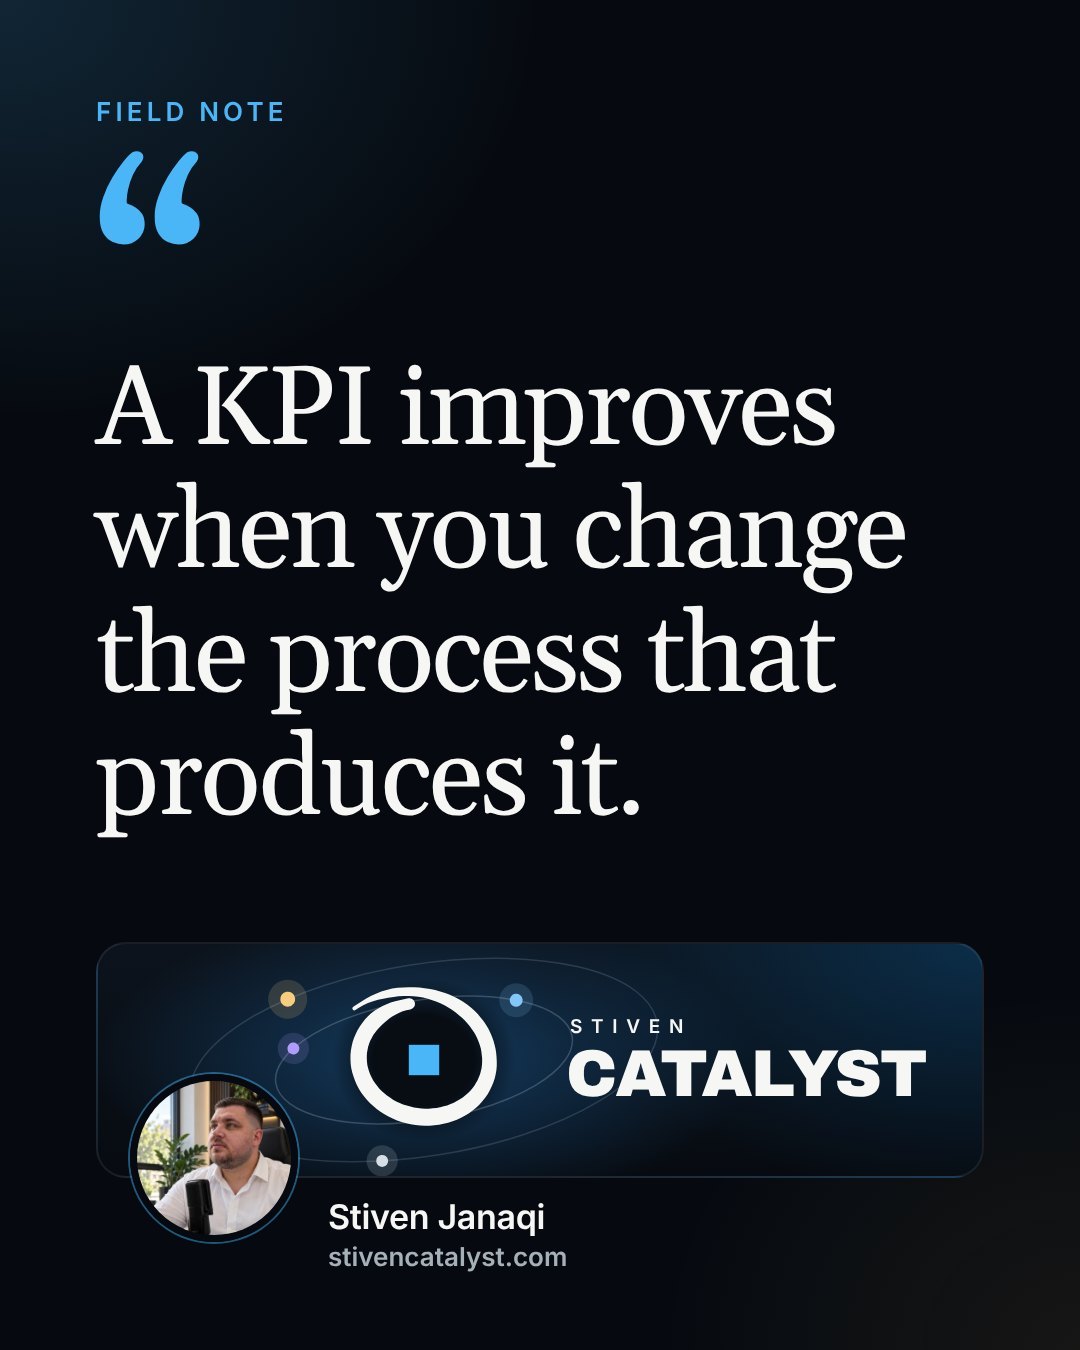 FIELD NOTE
“
A KPI improves
when you change
the process that
produces it.
STIVEN
CATALYST
Stiven Janaqi
stivencatalyst.com